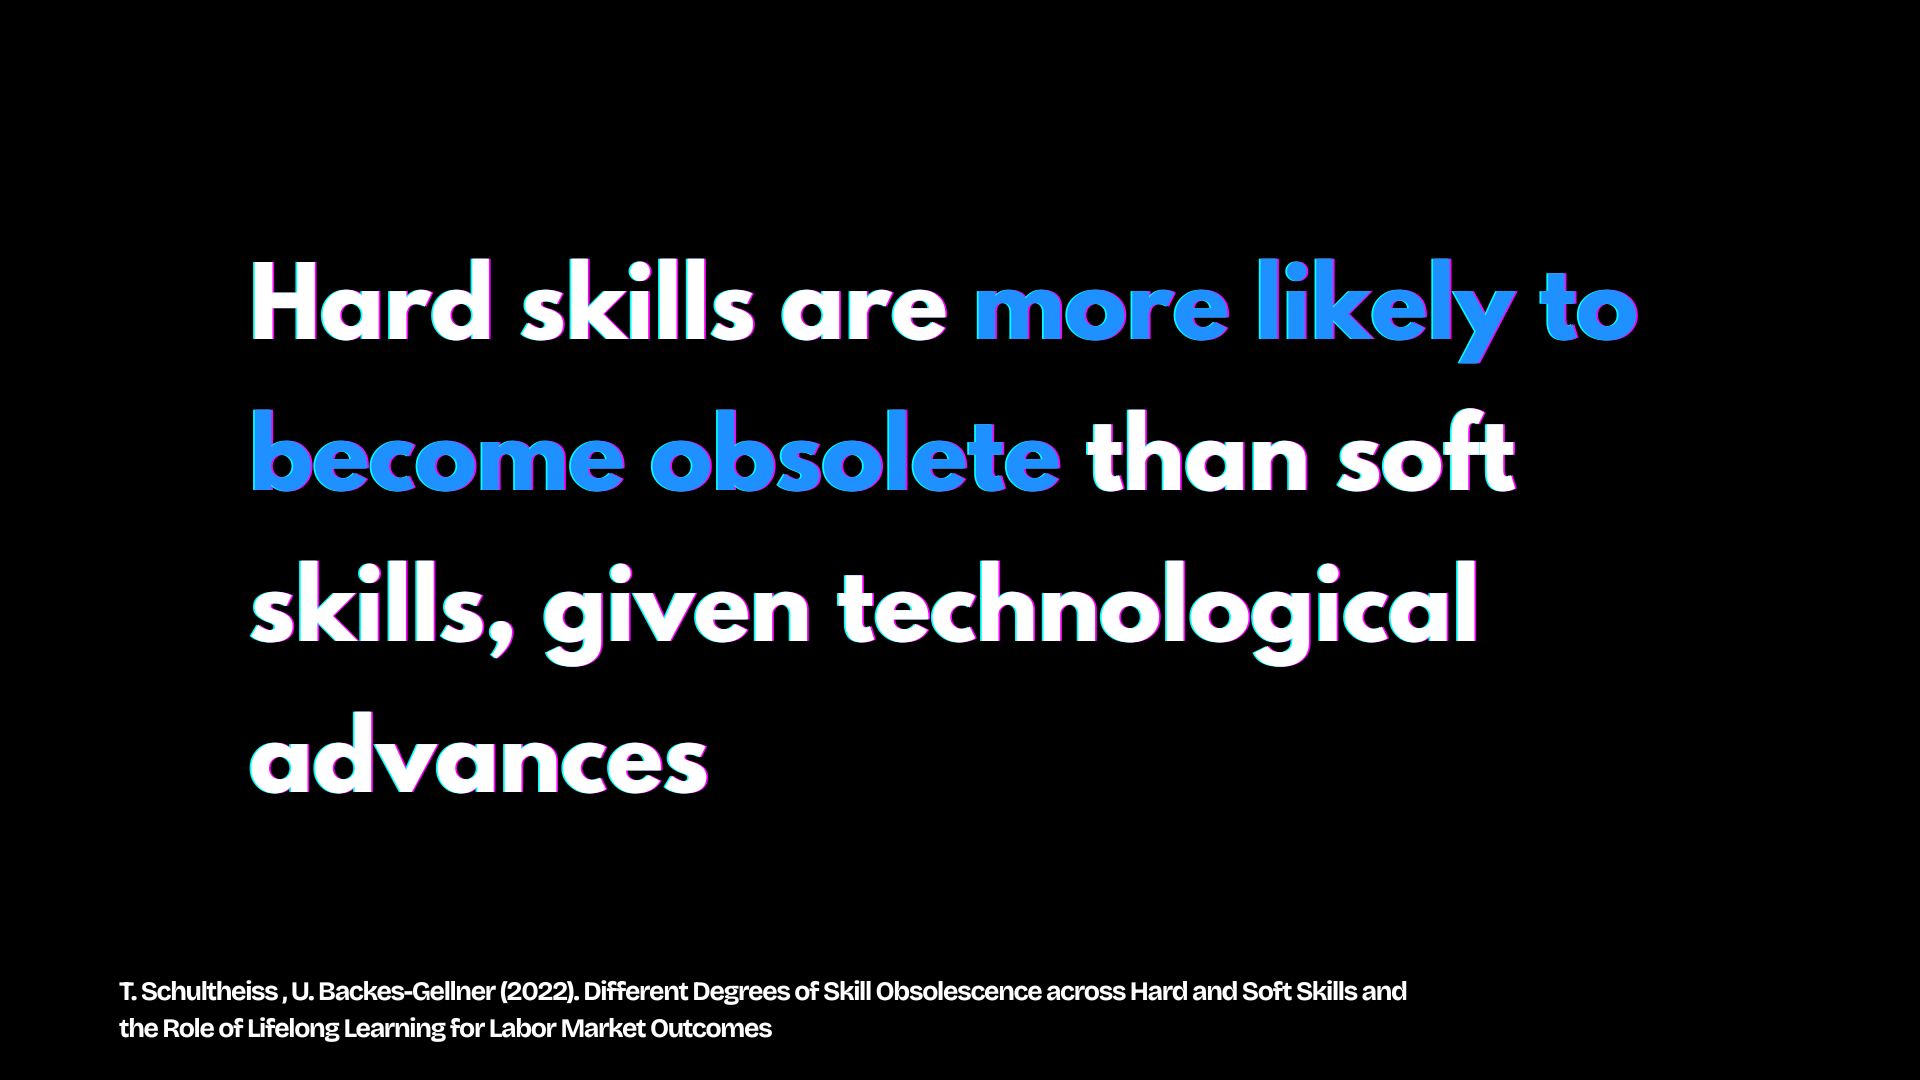 Hard skills are more likely to
become obsolete than soft
skills, given technological
advances
T. Schultheiss , U. Backes-Gellner (2022). Different Degrees of Skill Obsolescence across Hard and Soft Skills and
the Role of Lifelong Learning for Labor Market Outcomes